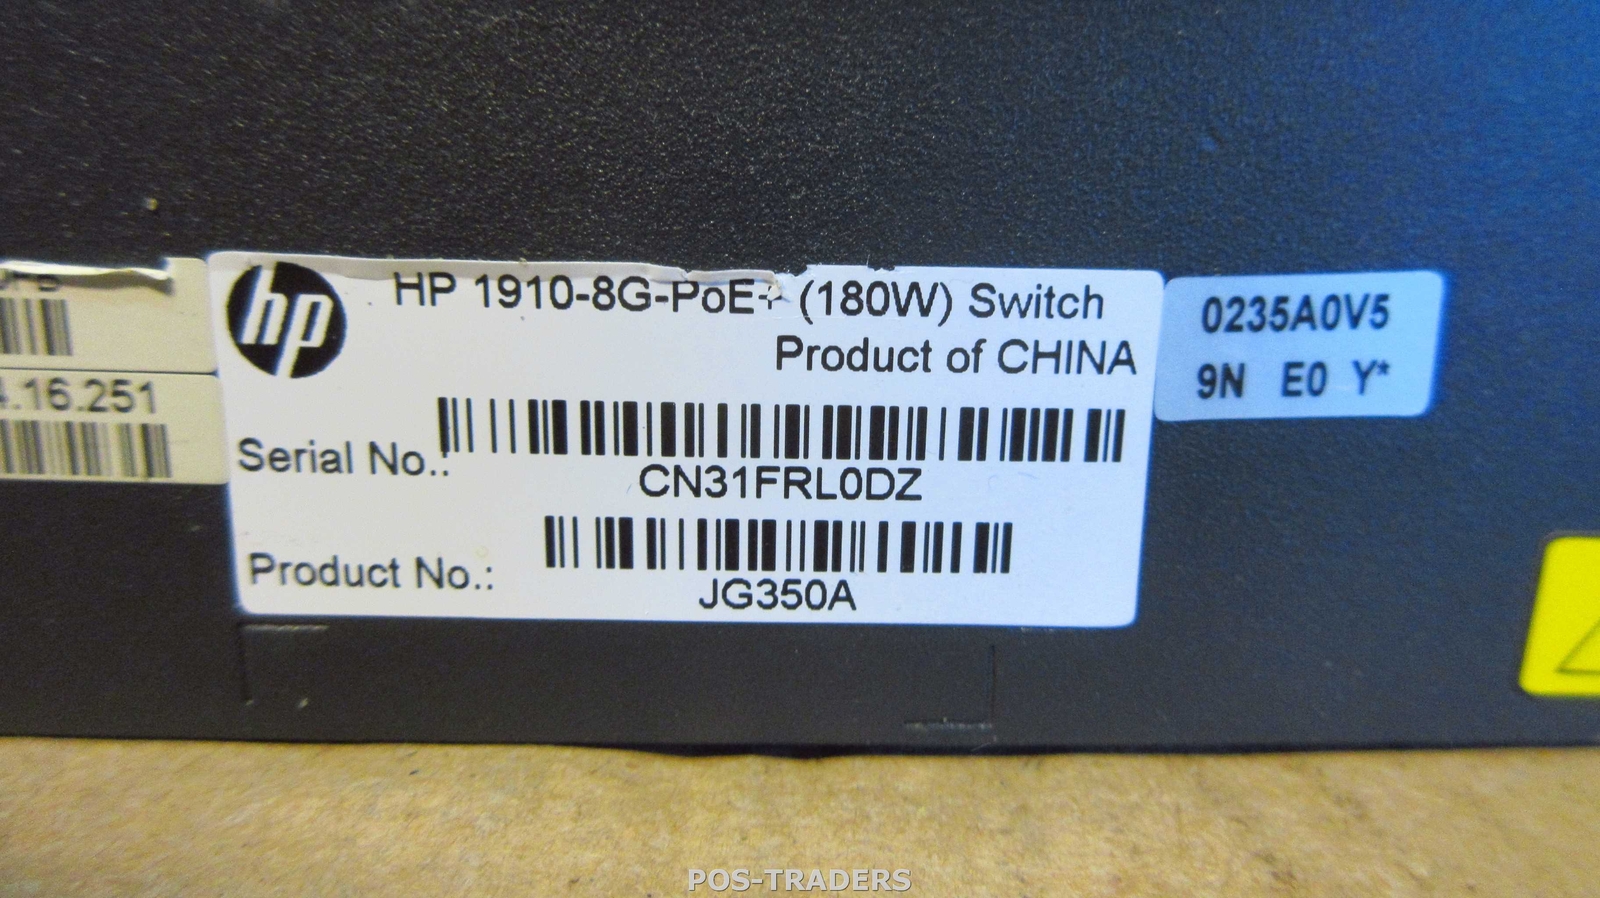 hp
HP 1910-8G-PoE+ (180W) Switch
Product of CHINA
Serial No.:
CN31FRL0DZ
Product No.:
JG350A
0235A0V5
9N E0 Y*
.16.251
POS-TRADERS